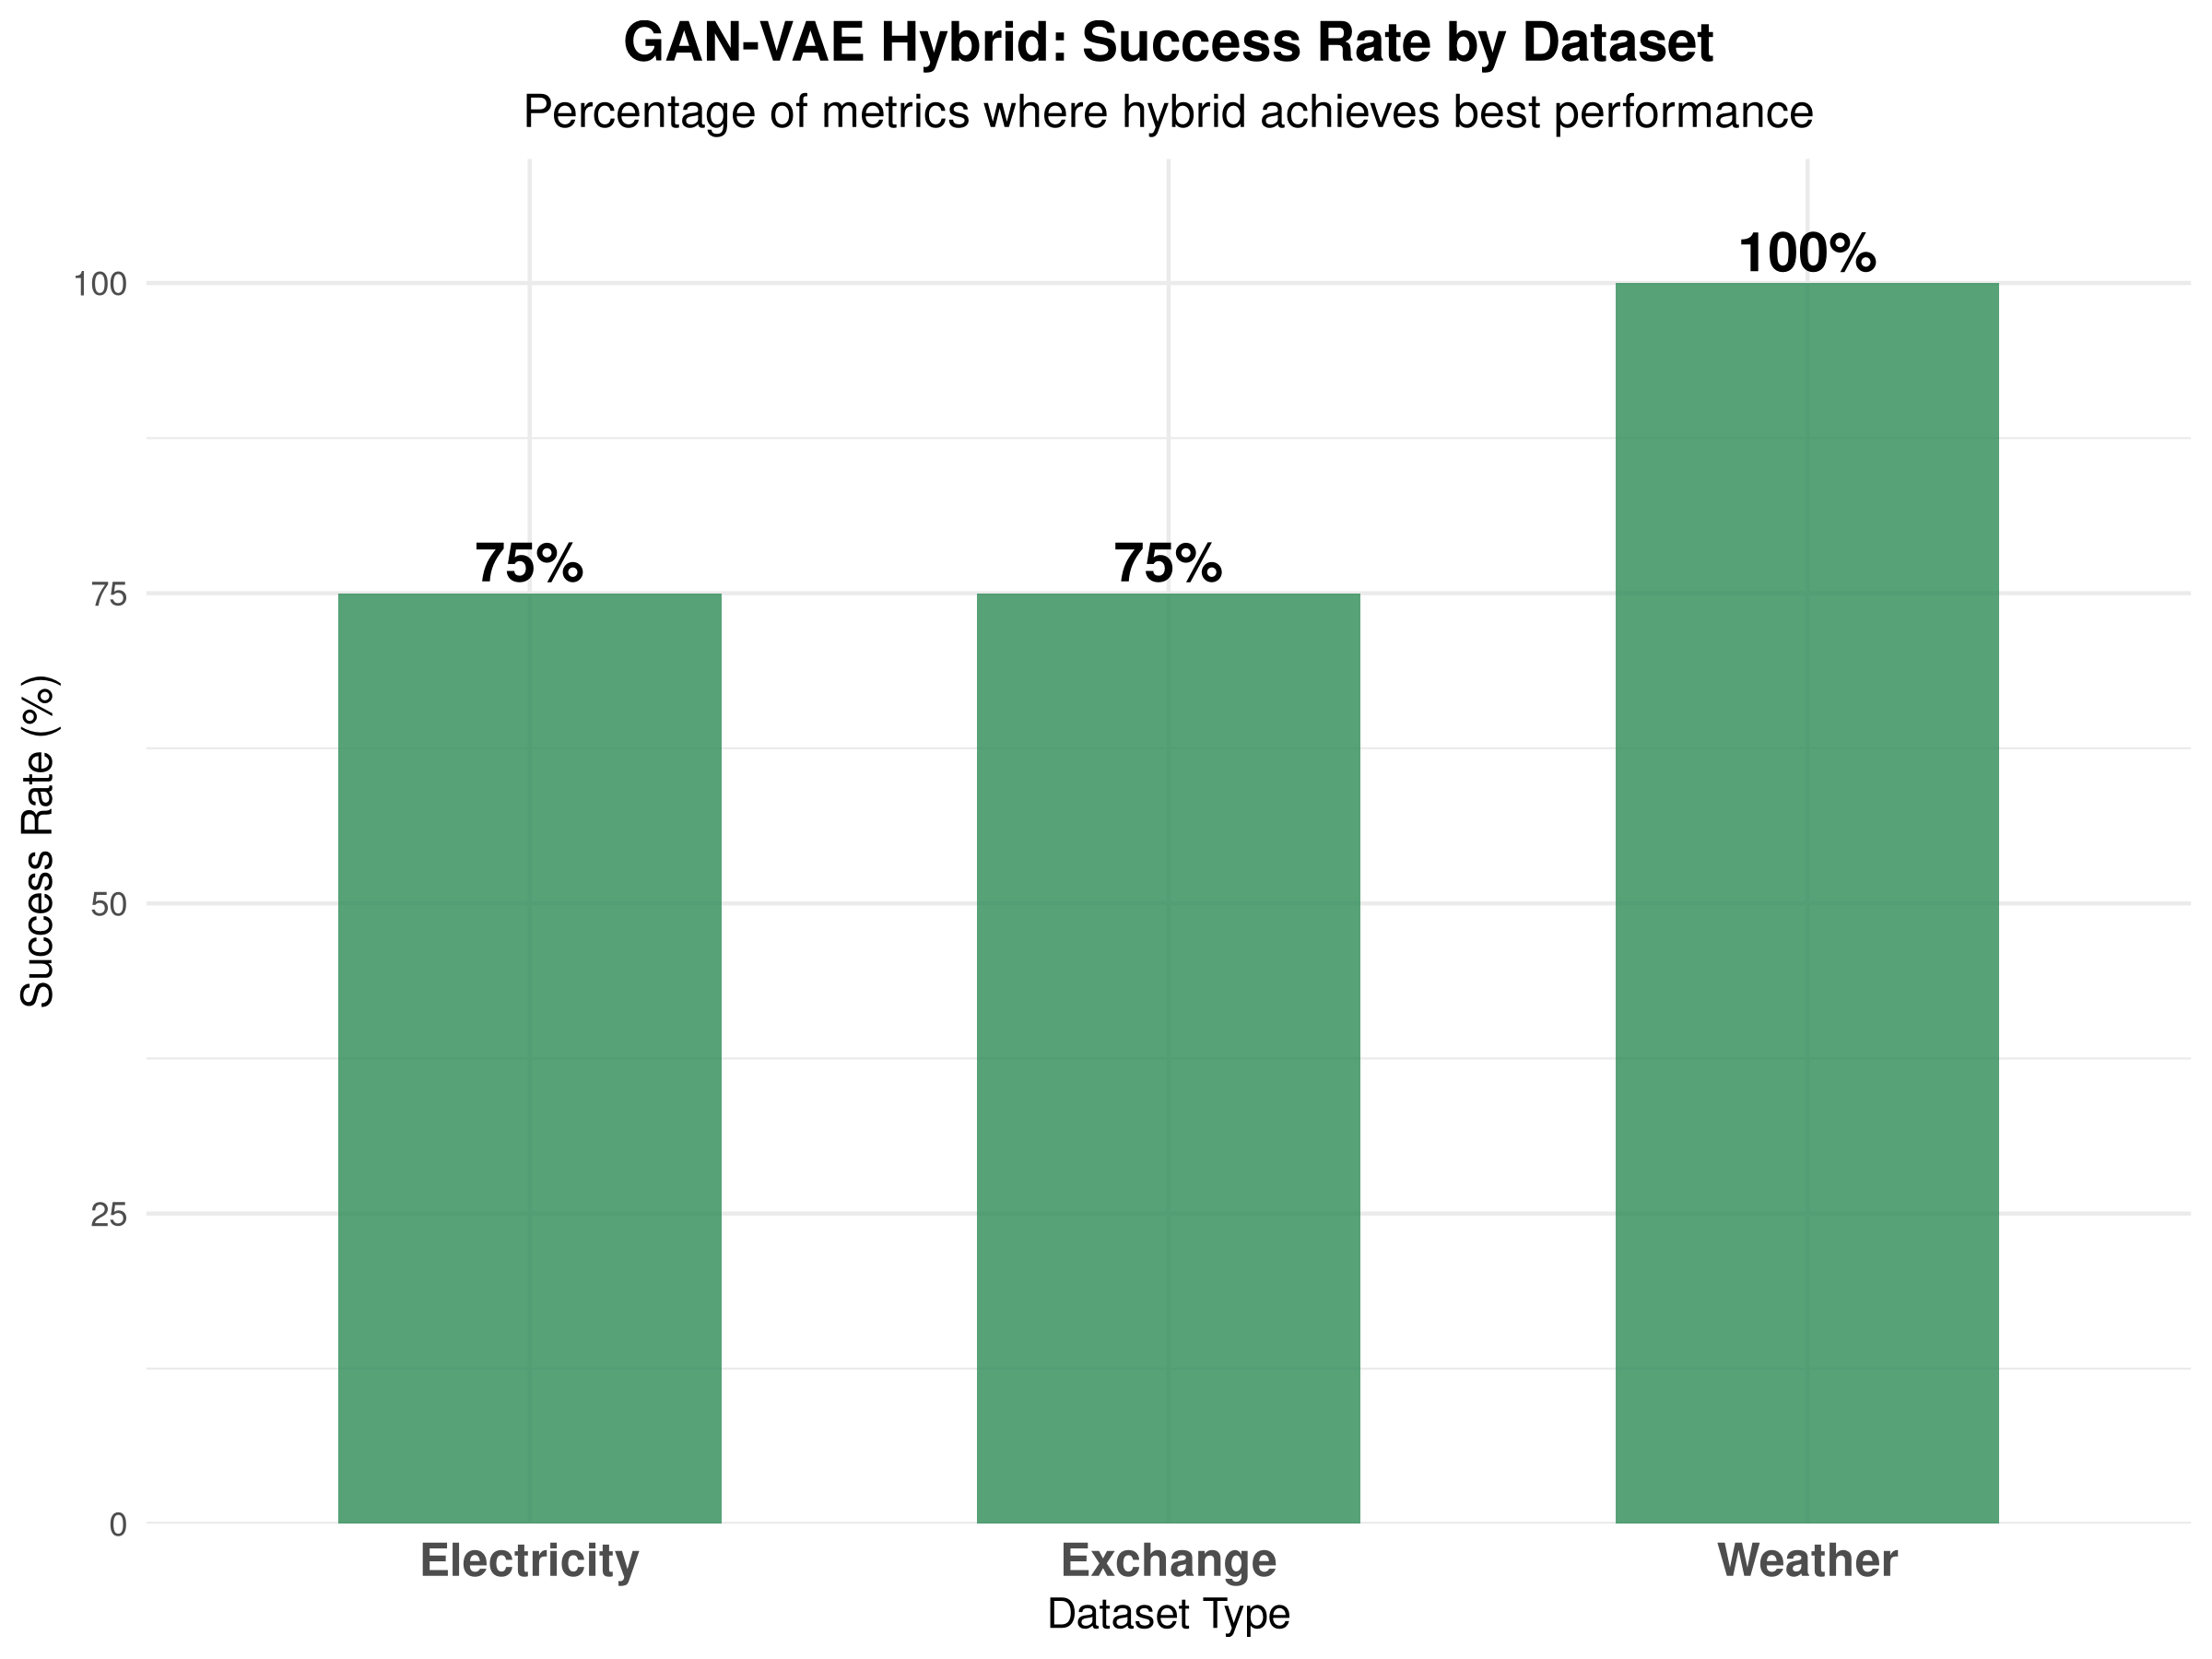 GAN-VAE Hybrid: Success Rate by Dataset
Percentage of metrics where hybrid achieves best performance
Success Rate (%)
100
75
50
25
0
75%
75%
100%
Electricity
Exchange
Weather
Dataset Type